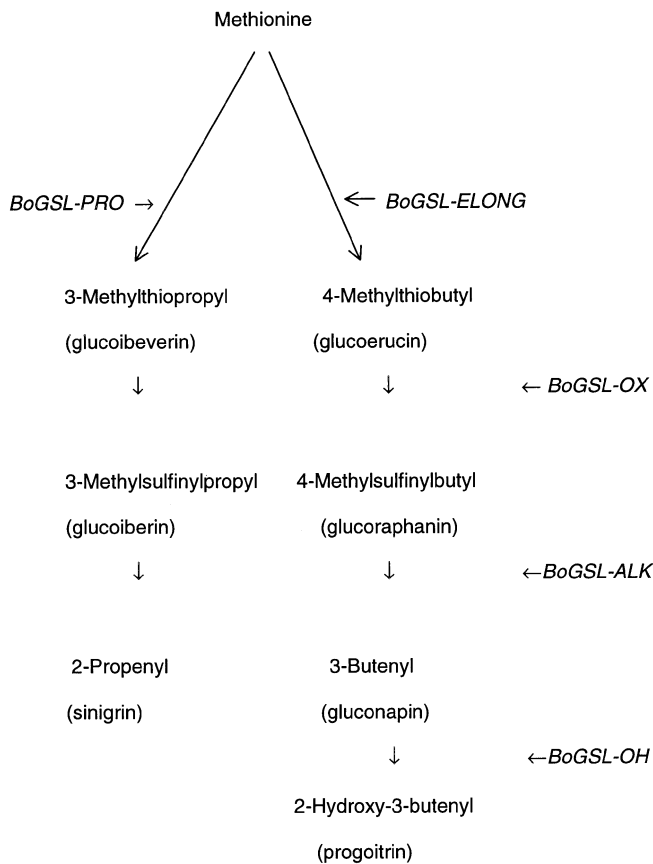 Methionine
BoGSL-PRO →
← BoGSL-ELONG
3-Methylthiopropyl 4-Methylthiobutyl
(glucoibeverin) (glucoerucin)
↓ ↓ ← BoGSL-OX
3-Methylsulfinylpropyl 4-Methylsulfinylbutyl
(glucoiberin) (glucoraphanin)
↓ ↓ ←BoGSL-ALK
2-Propenyl 3-Butenyl
(sinigrin) (gluconapin)
↓ ←BoGSL-OH
2-Hydroxy-3-butenyl
(progoitrin)